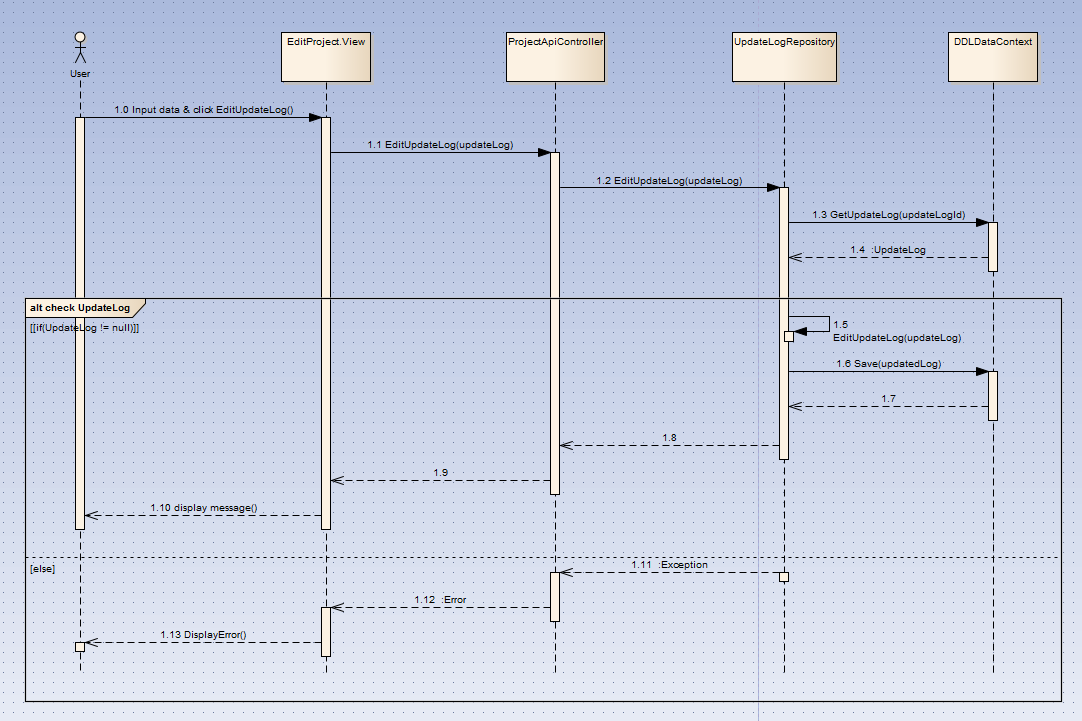 EditProject.View
ProjectApiController
UpdateLogRepository
DDLDataContext
User
1.0 Input data & click EditUpdateLog()
1.1 EditUpdateLog(updateLog)
1.2 EditUpdateLog(updateLog)
1.3 GetUpdateLog(updateLogId)
1.4 :UpdateLog
alt check UpdateLog
[[if(UpdateLog != null)]]
1.5
EditUpdateLog(updateLog)
1.6 Save(updatedLog)
1.7
1.8
1.9
1.10 display message()
[else]
1.11 :Exception
1.12 :Error
1.13 DisplayError()